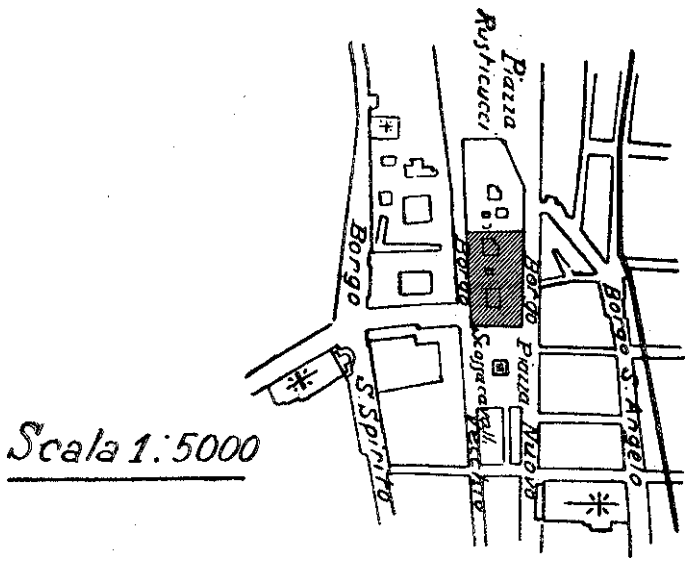 Piazza
Rusticucci
Borgo S. Spirito
Borgo Vecchio
Borgo Nuovo
Piazza Scossacavalli
Borgo S. Angelo
Scala 1:5000